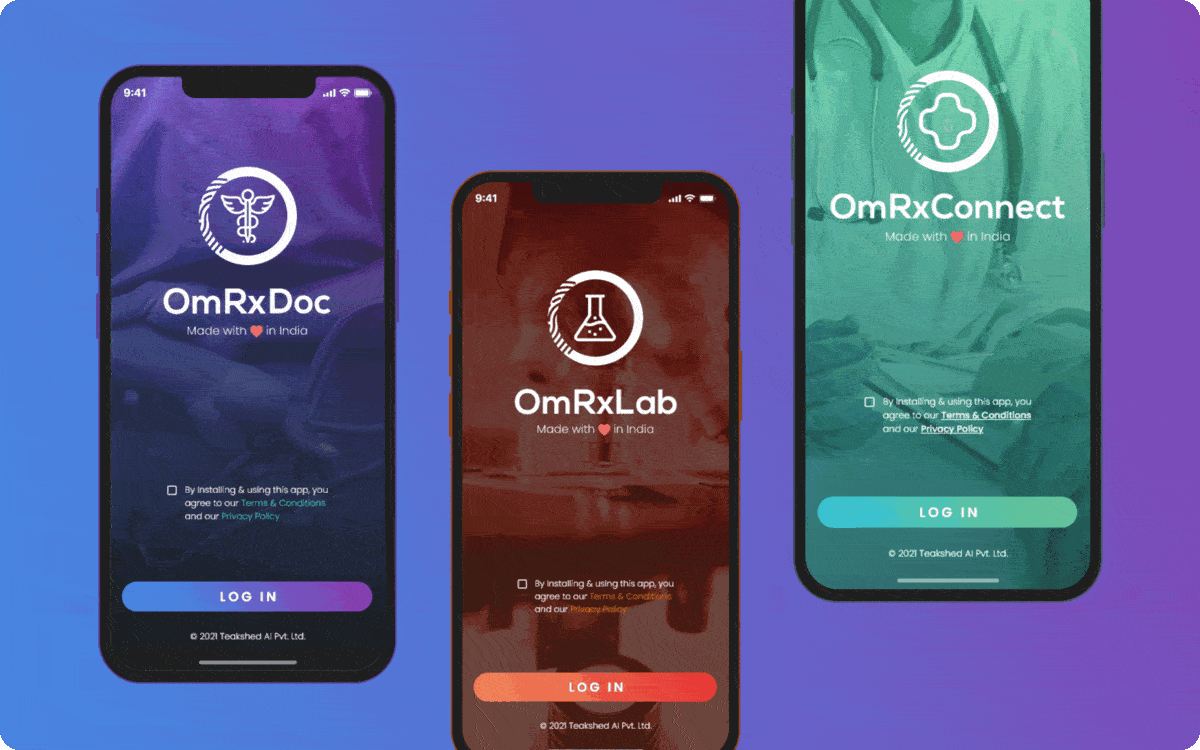 9:41
OmRxDoc
Made with in India
By Installing & using this app, you
agree to our Terms & Conditions
and our Privacy Policy
LOG IN
© 2021 Teakshed AI Pvt. Ltd.
9:41
OmRxLab
Made with in India
By Installing & using this app, you
agree to our Terms & Conditions
and our Privacy Policy
LOG IN
© 2021 Teakshed AI Pvt. Ltd.
OmRxConnect
Made with in India
By Installing & using this app, you
agree to our Terms & Conditions
and our Privacy Policy
LOG IN
© 2021 Teakshed AI Pvt. Ltd.